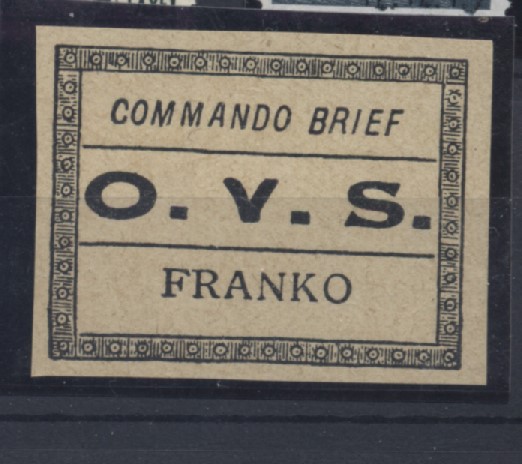 COMMANDO BRIEF
O. V. S.
FRANKO